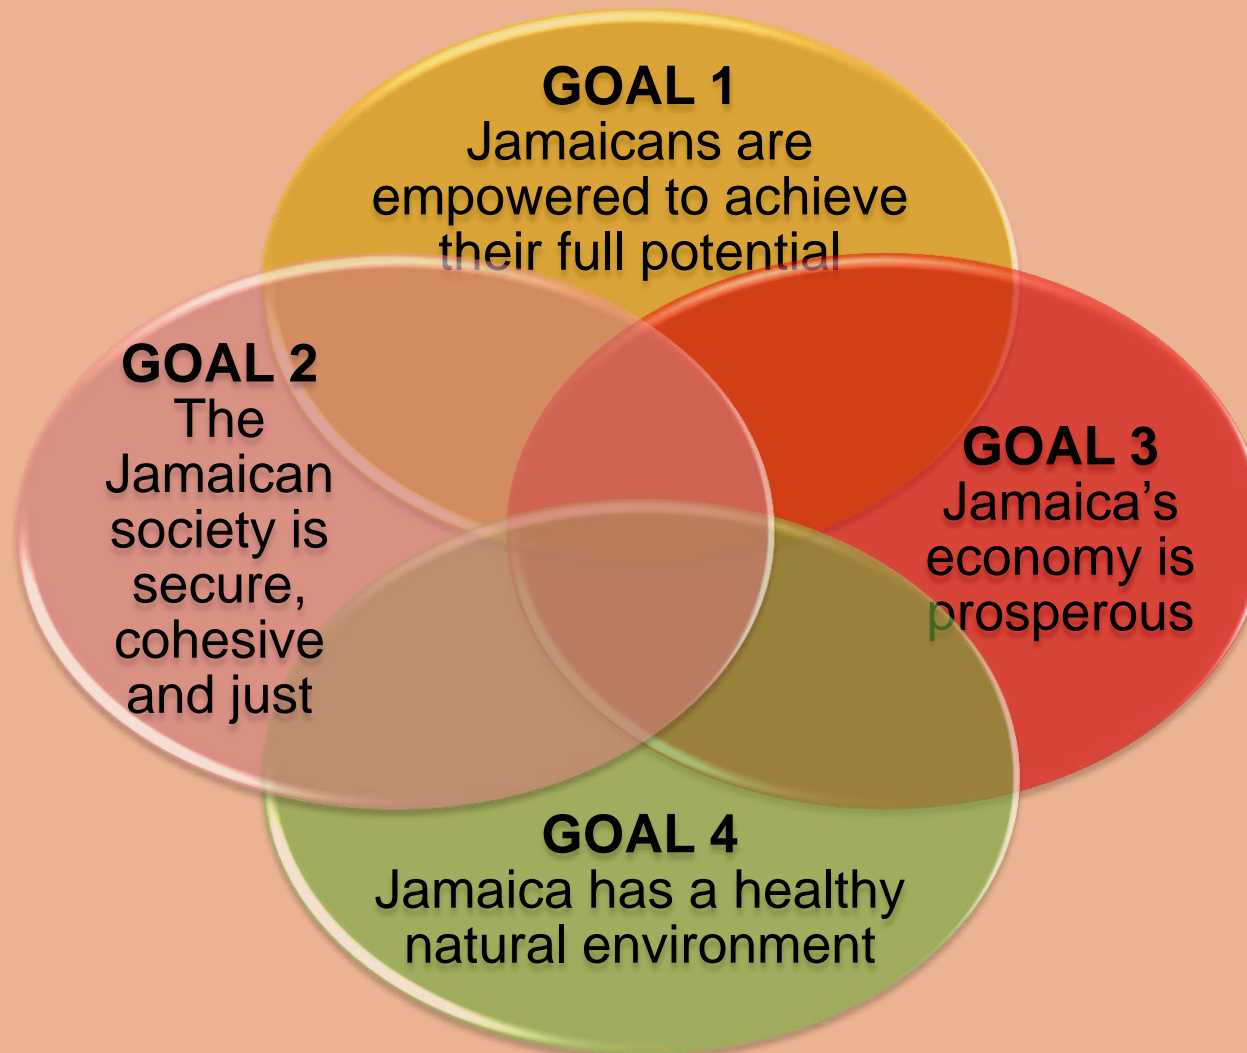 GOAL 1
Jamaicans are
empowered to achieve
their full potential
GOAL 2
The
Jamaican
society is
secure,
cohesive
and just
GOAL 3
Jamaica’s
economy is
prosperous
GOAL 4
Jamaica has a healthy
natural environment